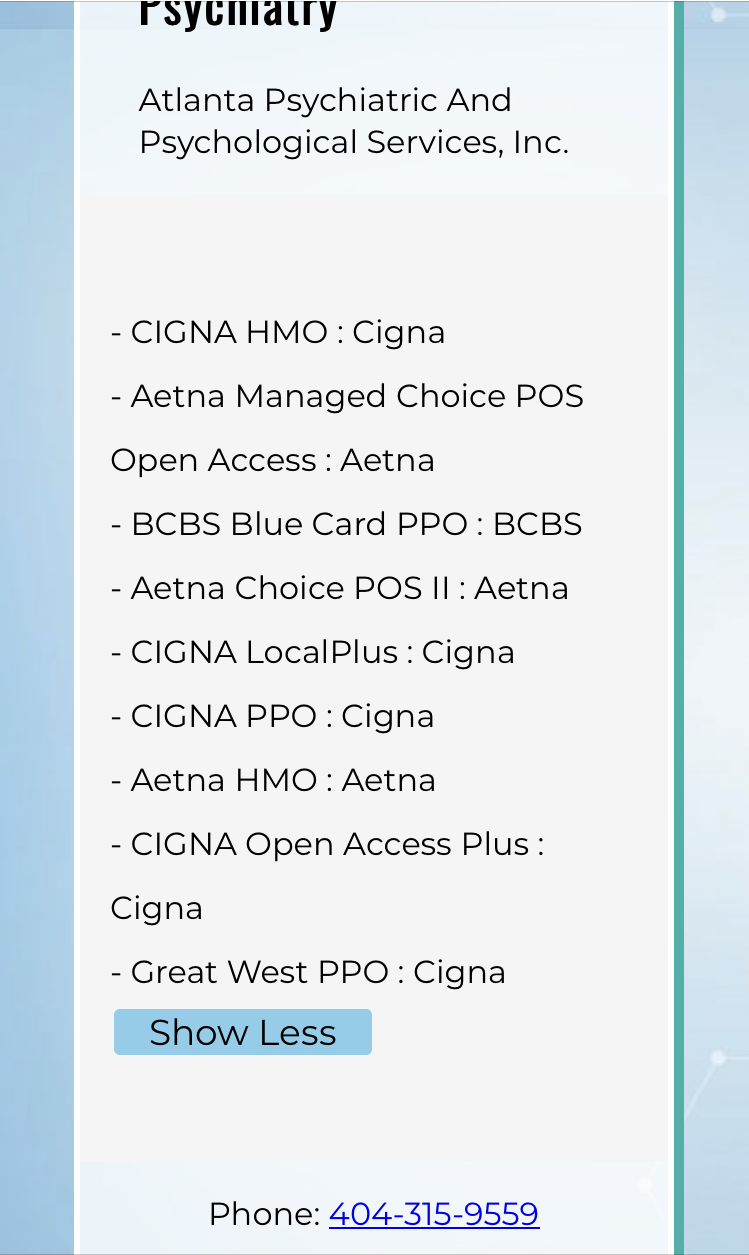 Psychiatry
Atlanta Psychiatric And
Psychological Services, Inc.
- CIGNA HMO : Cigna
- Aetna Managed Choice POS
Open Access : Aetna
- BCBS Blue Card PPO : BCBS
- Aetna Choice POS II : Aetna
- CIGNA LocalPlus : Cigna
- CIGNA PPO : Cigna
- Aetna HMO : Aetna
- CIGNA Open Access Plus :
Cigna
- Great West PPO : Cigna
Show Less
Phone: 404-315-9559